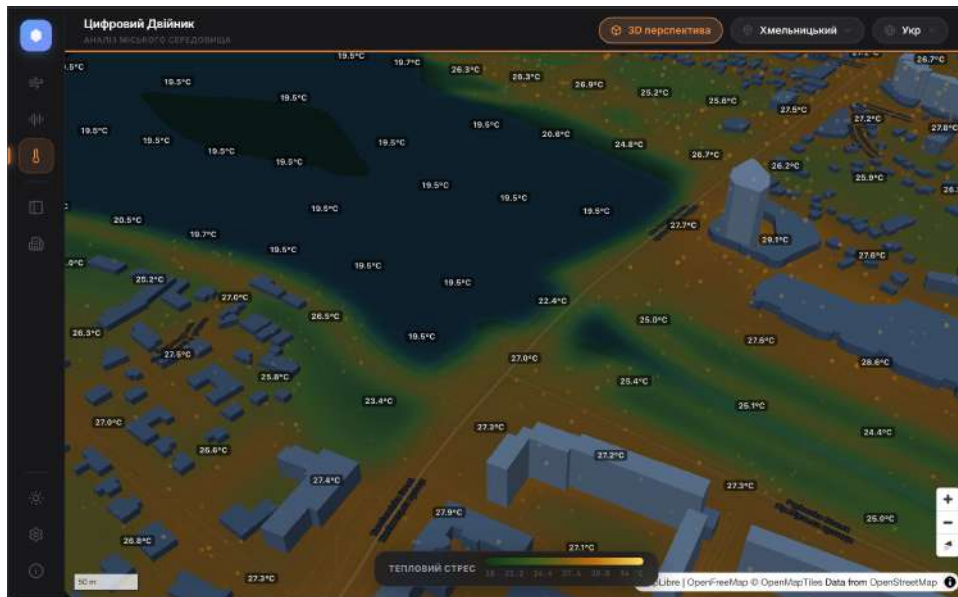 Цифровий Двійник
АНАЛІЗ МІСЬКОГО СЕРЕДОВИЩА
3D перспектива
Хмельницький
Укр
19.5°C
19.7°C
26.3°C
26.3°C
26.9°C
25.2°C
25.6°C
27.5°C
27.2°C
26.7°C
19.5°C
19.5°C
27.2°C
19.5°C
19.5°C
19.5°C
19.5°C
19.5°C
19.5°C
20.6°C
24.8°C
26.7°C
26.2°C
25.9°C
19.5°C
19.5°C
19.5°C
19.5°C
27.7°C
29.1°C
27.6°C
20.5°C
19.7°C
19.5°C
19.5°C
19.5°C
25.2°C
27.0°C
26.5°C
22.4°C
25.0°C
27.6°C
26.3°C
27.5°C
19.5°C
27.0°C
28.6°C
25.8°C
23.4°C
25.4°C
25.1°C
24.4°C
27.0°C
26.6°C
27.3°C
27.2°C
27.4°C
27.3°C
27.9°C
25.0°C
26.8°C
27.1°C
27.3°C
ТЕПЛОВИЙ СТРЕС
50 m
OpenFreeMap © OpenMapTiles Data from OpenStreetMap